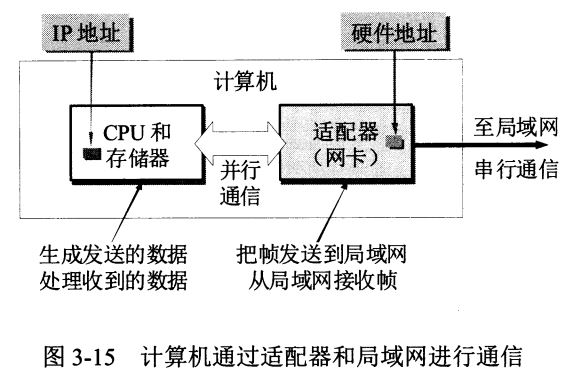 IP 地址
硬件地址
计算机
CPU 和
存储器
适配器
(网卡)
并行
通信
至局域网
串行通信
生成发送的数据
处理收到的数据
把帧发送到局域网
从局域网接收帧
图 3-15 计算机通过适配器和局域网进行通信